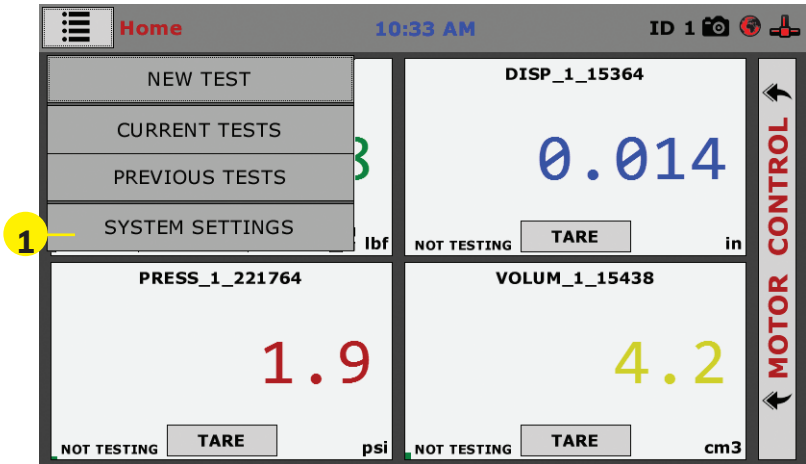 Home 10:33 AM ID 1
NEW TEST
CURRENT TESTS
PREVIOUS TESTS
SYSTEM SETTINGS
1
lbf
DISP_1_15364
0.014
NOT TESTING TARE in
PRESS_1_221764
1.9
NOT TESTING TARE psi
VOLUM_1_15438
4.2
NOT TESTING TARE cm3
MOTOR CONTROL